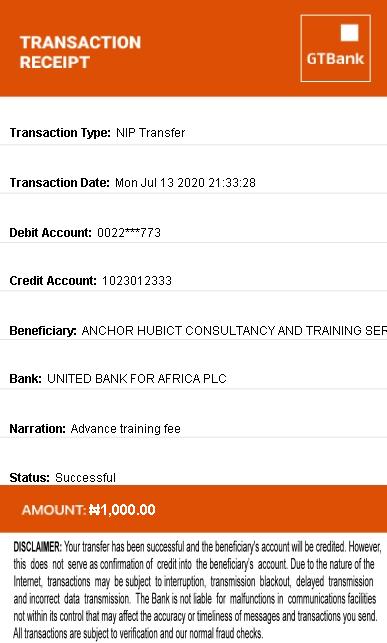 TRANSACTION
RECEIPT
GTBank
Transaction Type: NIP Transfer
Transaction Date: Mon Jul 13 2020 21:33:28
Debit Account: 0022***773
Credit Account: 1023012333
Beneficiary: ANCHOR HUBICT CONSULTANCY AND TRAINING SER
Bank: UNITED BANK FOR AFRICA PLC
Narration: Advance training fee
Status: Successful
AMOUNT: ₦1,000.00
DISCLAIMER: Your transfer has been successful and the beneficiary's account will be credited. However,
this does not serve as confirmation of credit into the beneficiary's account. Due to the nature of the
Internet, transactions may be subject to interruption, transmission blackout, delayed transmission
and incorrect data transmission. The Bank is not liable for malfunctions in communications facilities
not within its control that may affect the accuracy or timeliness of messages and transactions you send.
All transactions are subject to verification and our normal fraud checks.